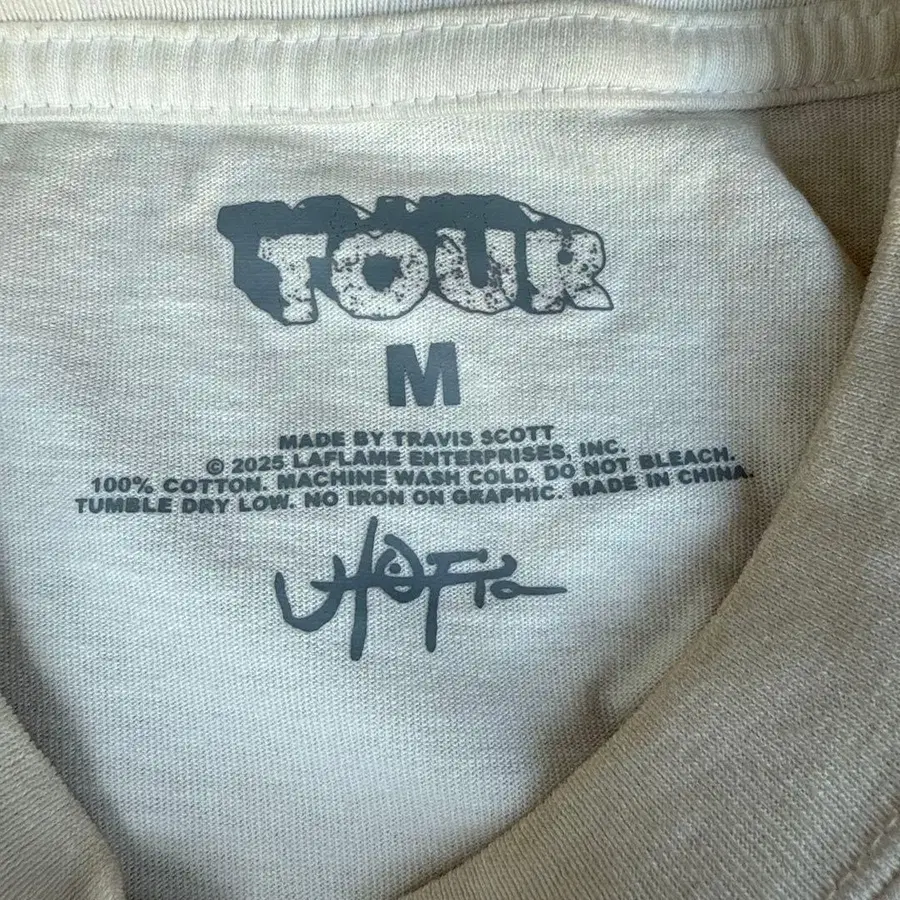 TOUR
M
MADE BY TRAVIS SCOTT
© 2025 LAFLAME ENTERPRISES, INC.
100% COTTON. MACHINE WASH COLD. DO NOT BLEACH.
TUMBLE DRY LOW. NO IRON ON GRAPHIC. MADE IN CHINA.